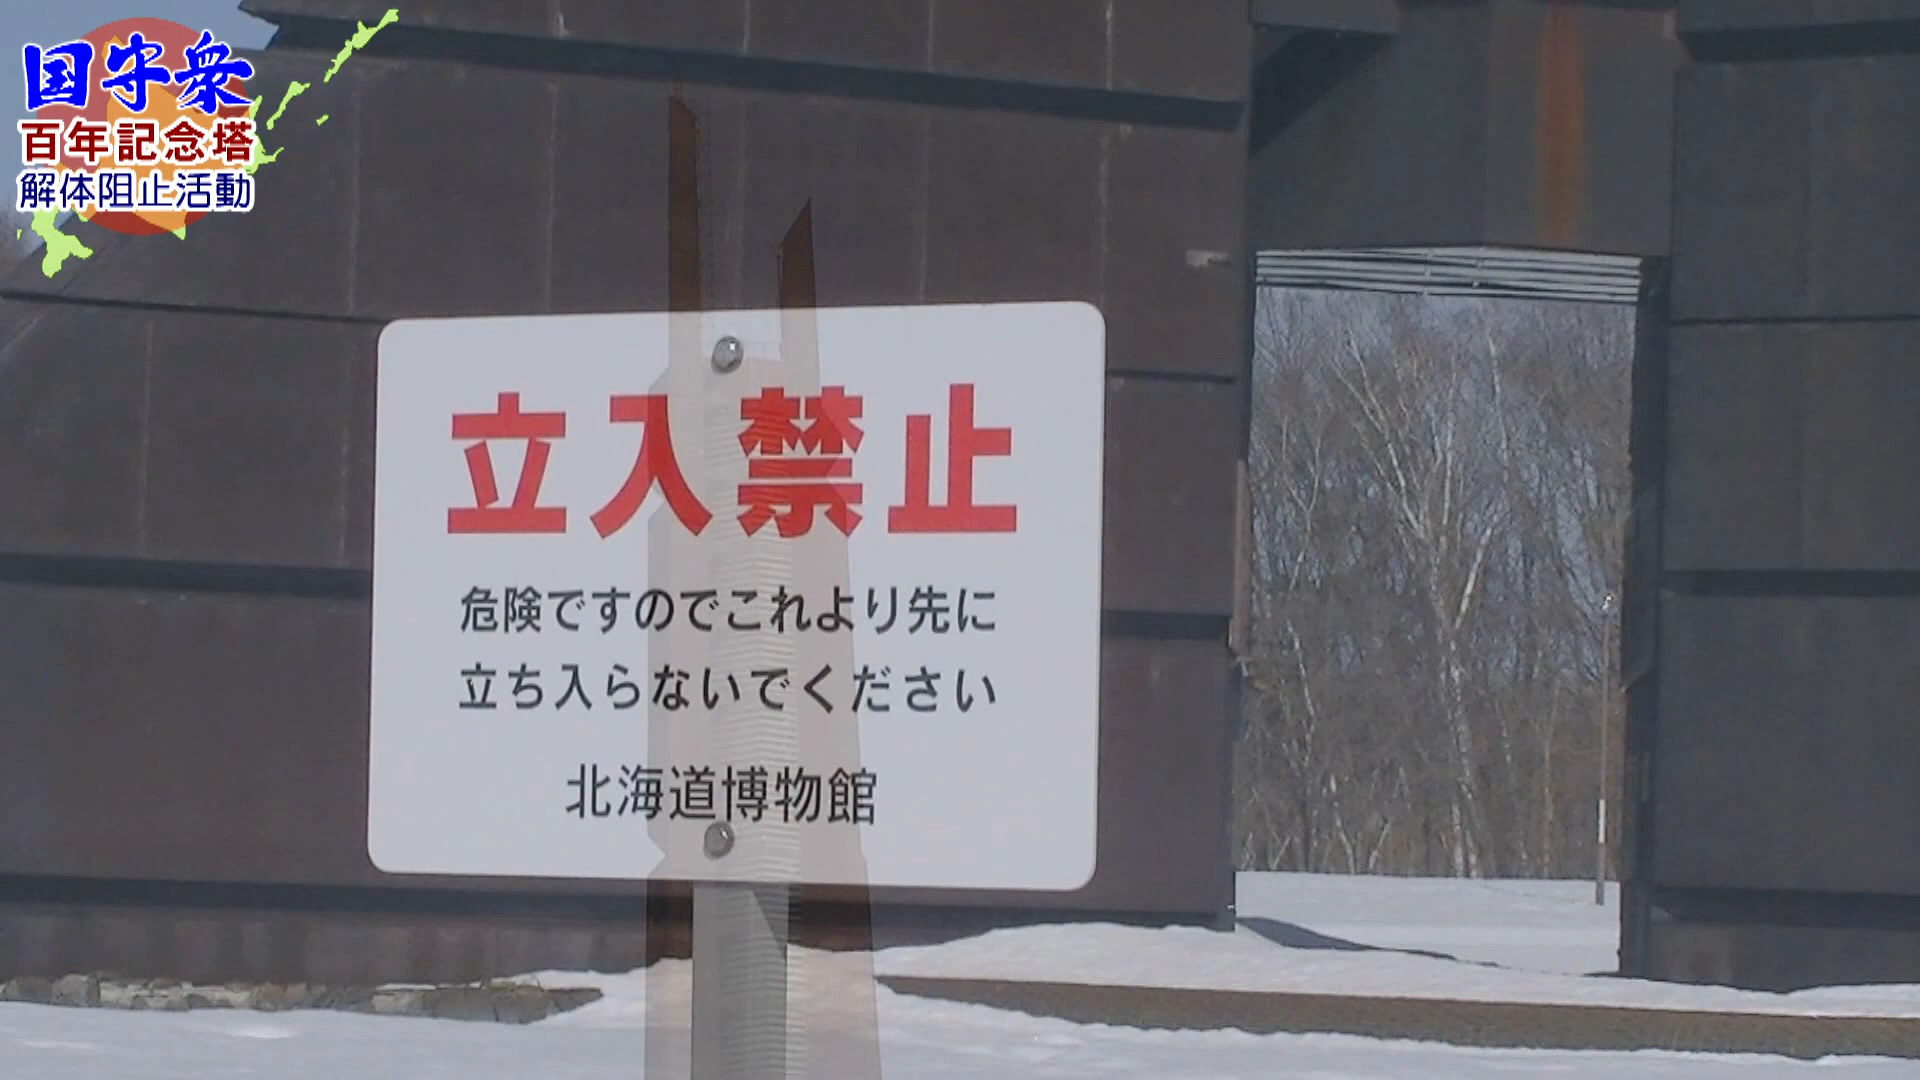 国守衆
百年記念塔
解体阻止活動
立入禁止
危険ですのでこれより先に
立ち入らないでください
北海道博物館